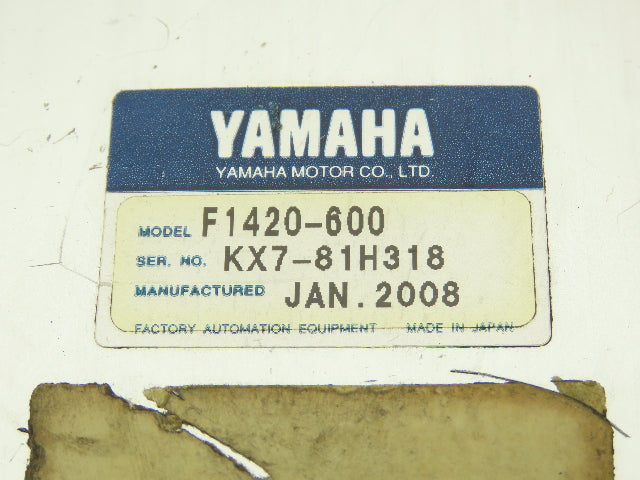 YAMAHA
YAMAHA MOTOR CO., LTD.
MODEL F1420-600
SER. NO. KX7-81H318
MANUFACTURED JAN. 2008
FACTORY AUTOMATION EQUIPMENT MADE IN JAPAN